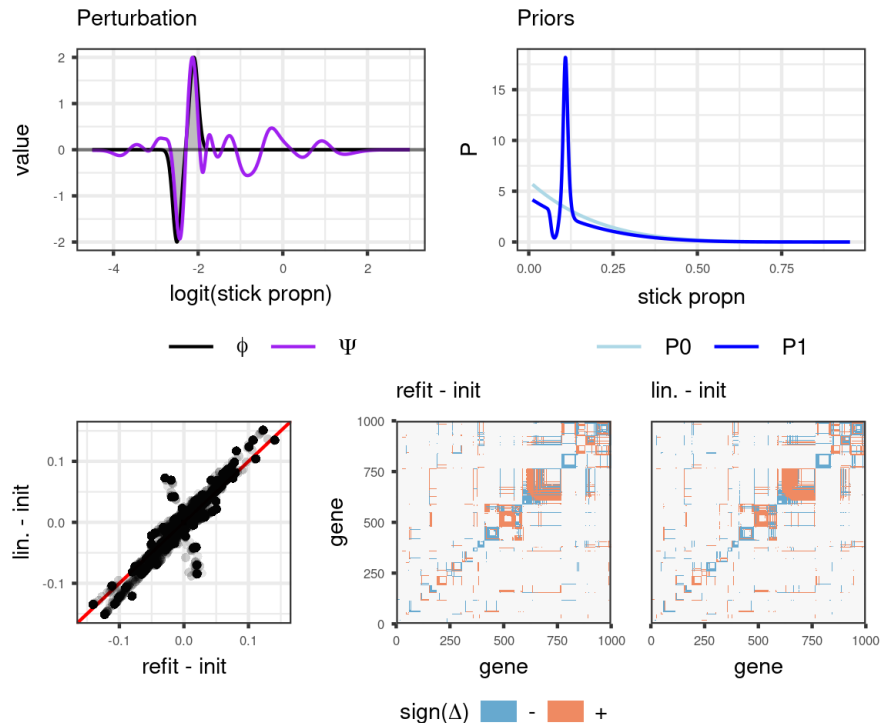 Perturbation
Priors
value
2
1
0
-1
-2
-4
-2
0
2
logit(stick propn)
P
15
10
5
0
0.00
0.25
0.50
0.75
stick propn
ϕ
Ψ
P0
P1
lin. - init
0.1
0.0
-0.1
-0.1
0.0
0.1
refit - init
refit - init
gene
1000
750
500
250
0
0
250
500
750
1000
gene
lin. - init
0
250
500
750
1000
gene
sign(Δ)
-
+